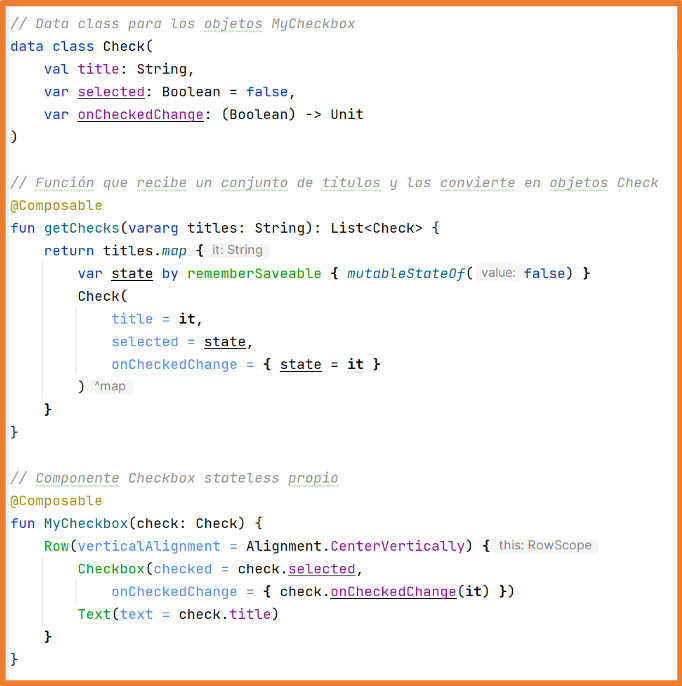 // Data class para los objetos MyCheckbox
data class Check(
    val title: String,
    var selected: Boolean = false,
    var onCheckedChange: (Boolean) -> Unit
)
// Función que recibe un conjunto de títulos y los convierte en objetos Check
@Composable
fun getChecks(vararg titles: String): List<Check> {
    return titles.map { it: String
        var state by rememberSaveable { mutableStateOf( value: false) }
        Check(
            title = it,
            selected = state,
            onCheckedChange = { state = it }
        ) ^map
    }
}
// Componente Checkbox stateless propio
@Composable
fun MyCheckbox(check: Check) {
    Row(verticalAlignment = Alignment.CenterVertically) { this: RowScope
        Checkbox(checked = check.selected,
            onCheckedChange = { check.onCheckedChange(it) })
        Text(text = check.title)
    }
}